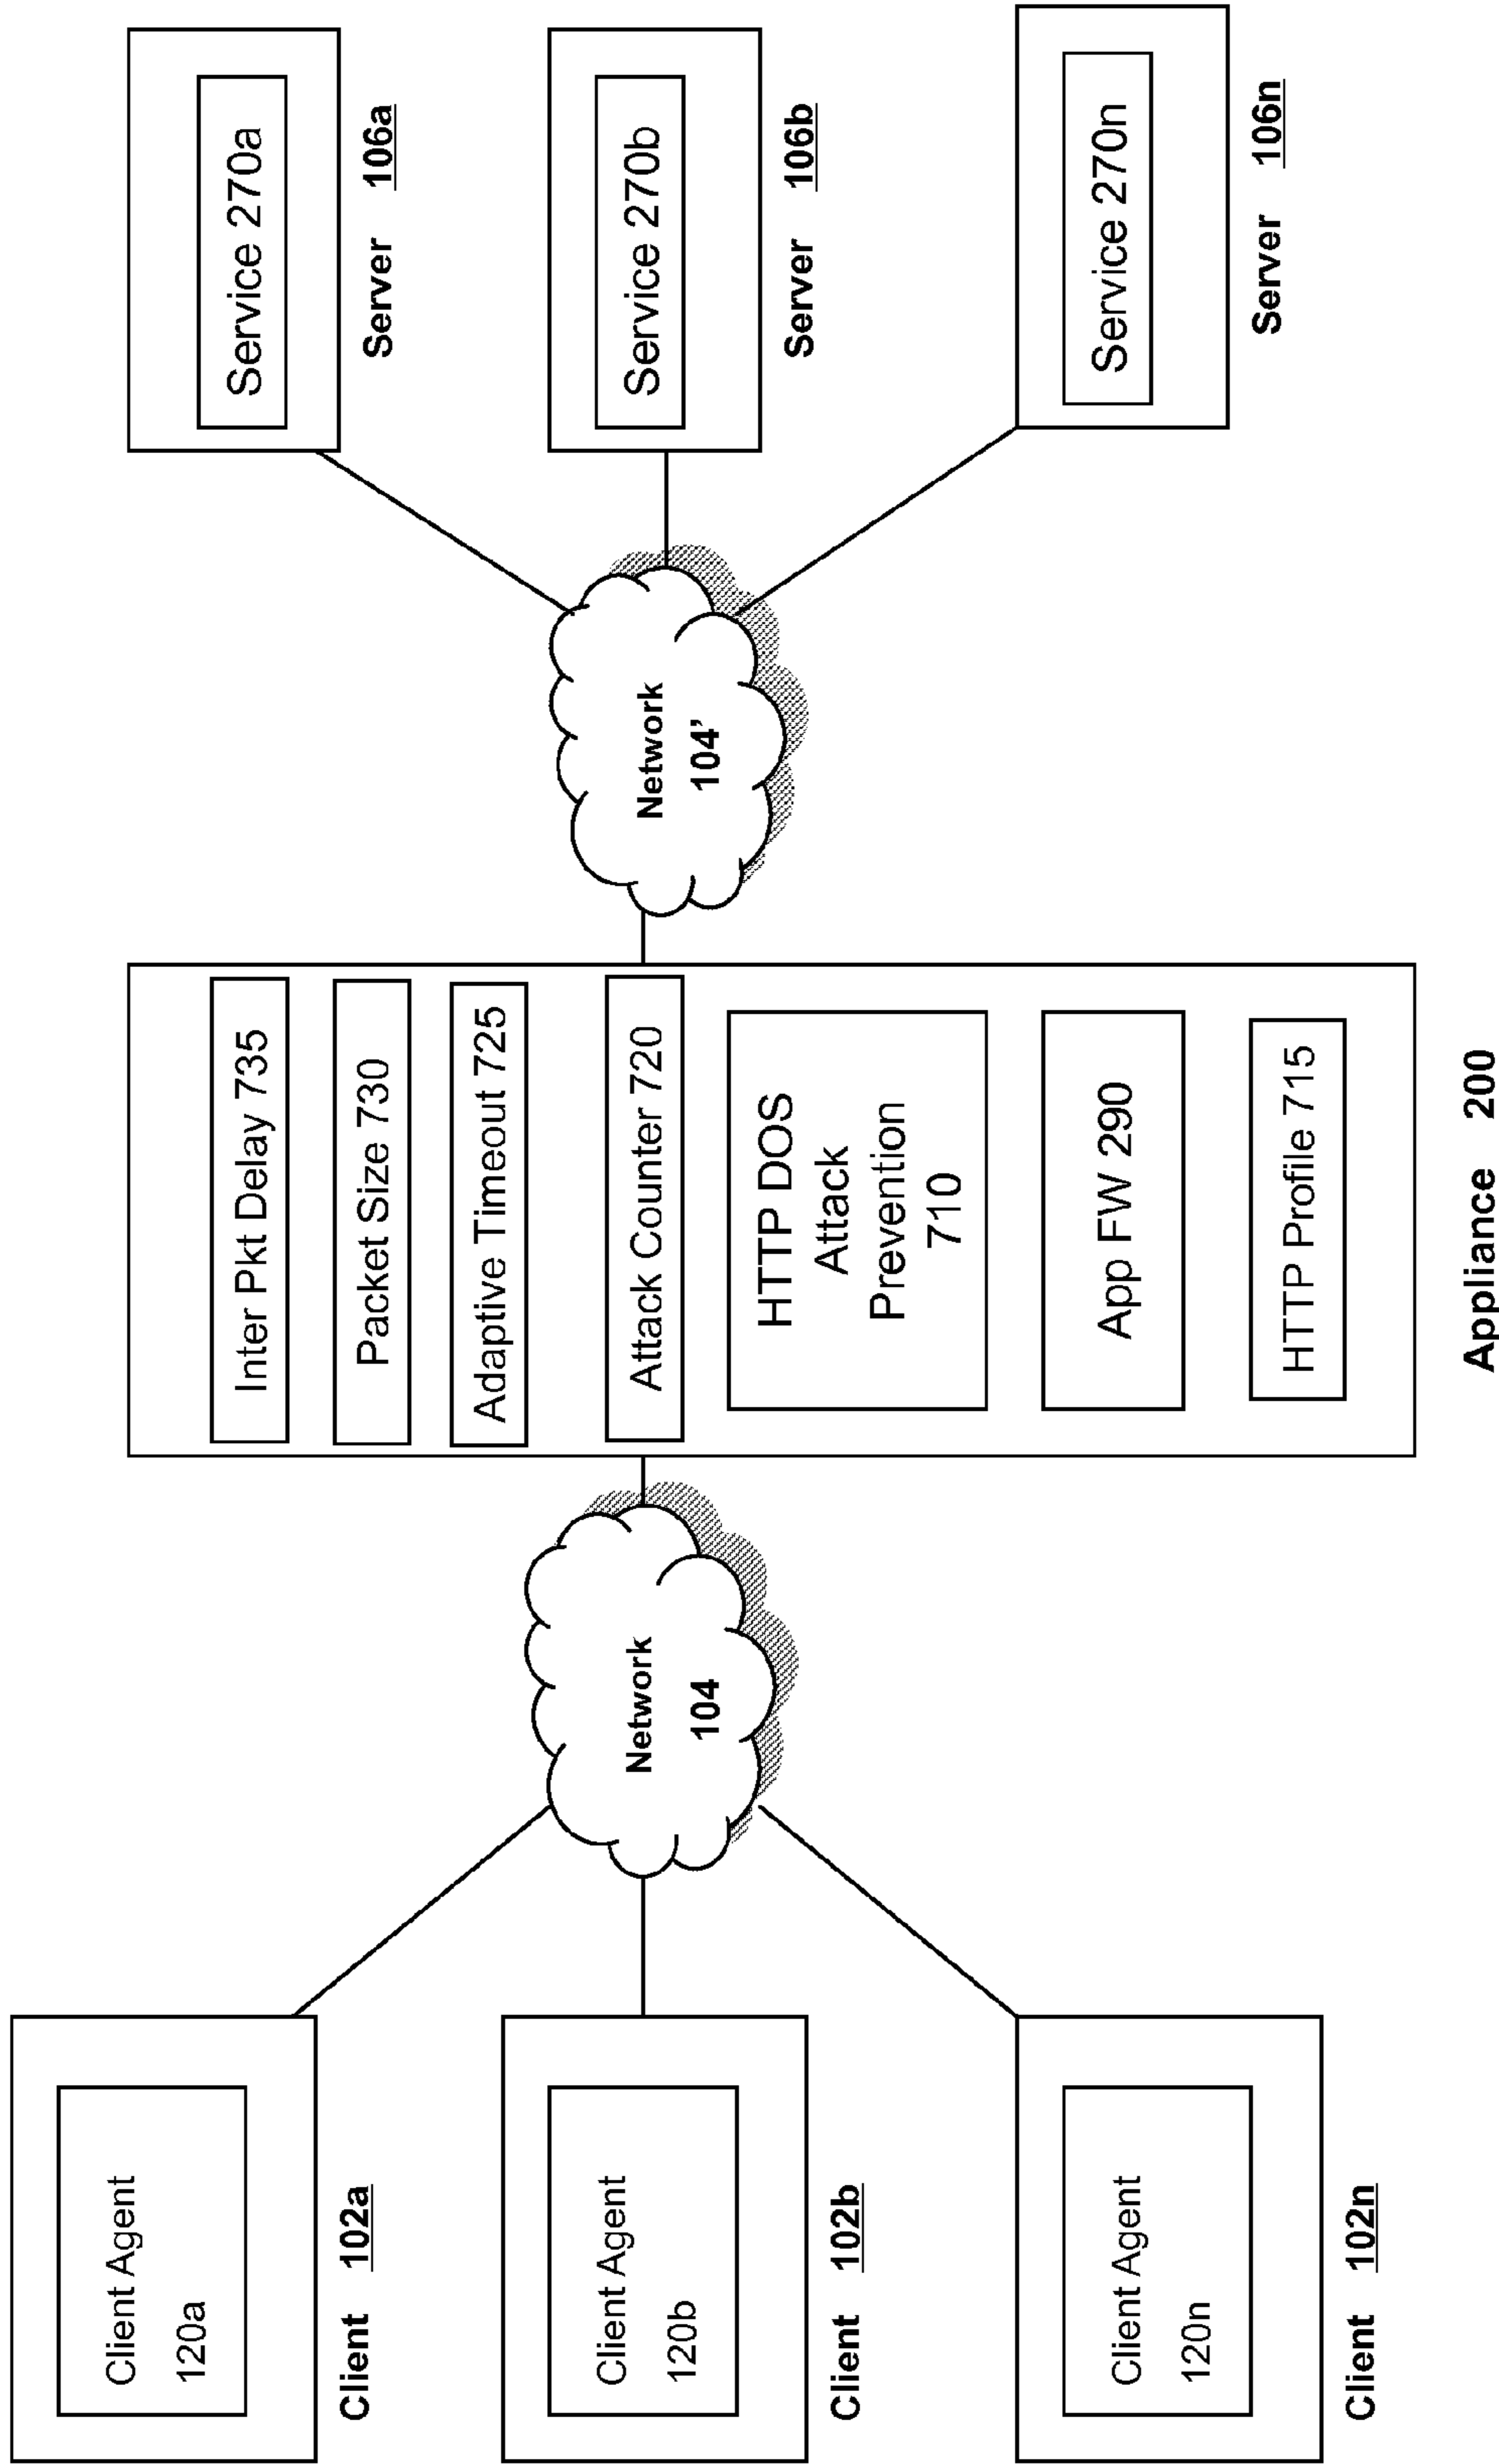 Client Agent
120a
Client 102a
Client Agent
120b
Client 102b
Client Agent
120n
Client 102n
Network
104
Inter Pkt Delay 735
Packet Size 730
Adaptive Timeout 725
Attack Counter 720
HTTP DOS
Attack
Prevention
710
App FW 290
HTTP Profile 715
Appliance 200
Network
104'
Service 270a
Server 106a
Service 270b
Server 106b
Service 270n
Server 106n